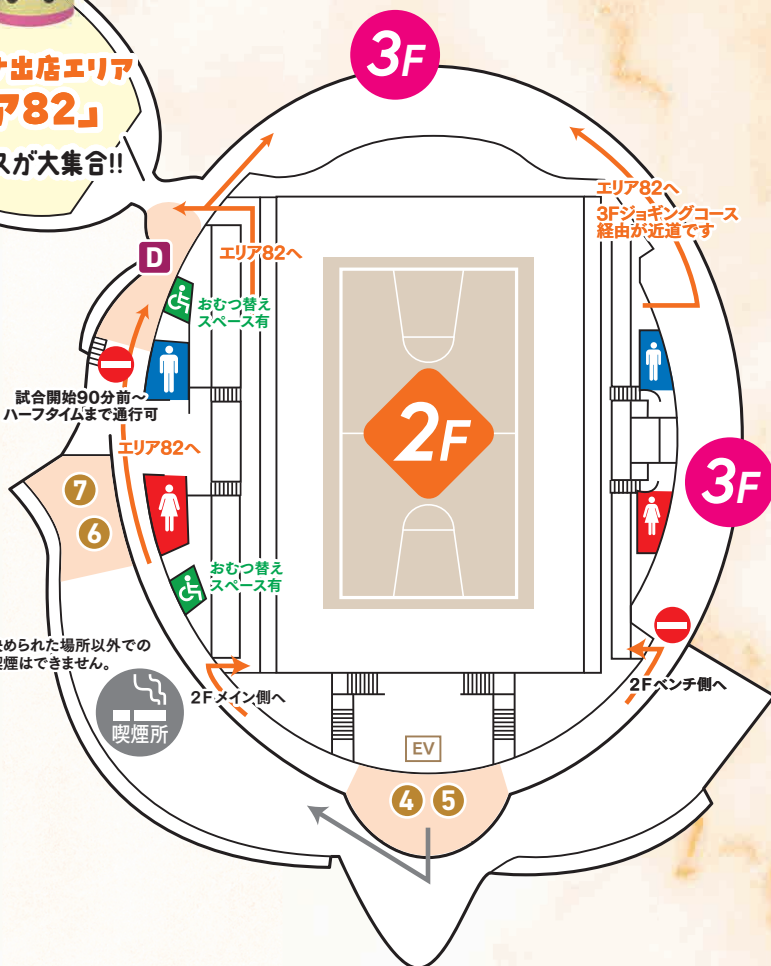 3F
出店エリア
ア82」
スが大集合!!
エリア82へ
3Fジョギングコース
経由が近道です
D
エリア82へ
おむつ替え
スペース有
試合開始90分前~
ハーフタイムまで通行可
2F
エリア82へ
3F
7
6
おむつ替え
スペース有
められた場所以外での
煙はできません。
2Fメイン側へ
2Fベンチ側へ
喫煙所
EV
4 5